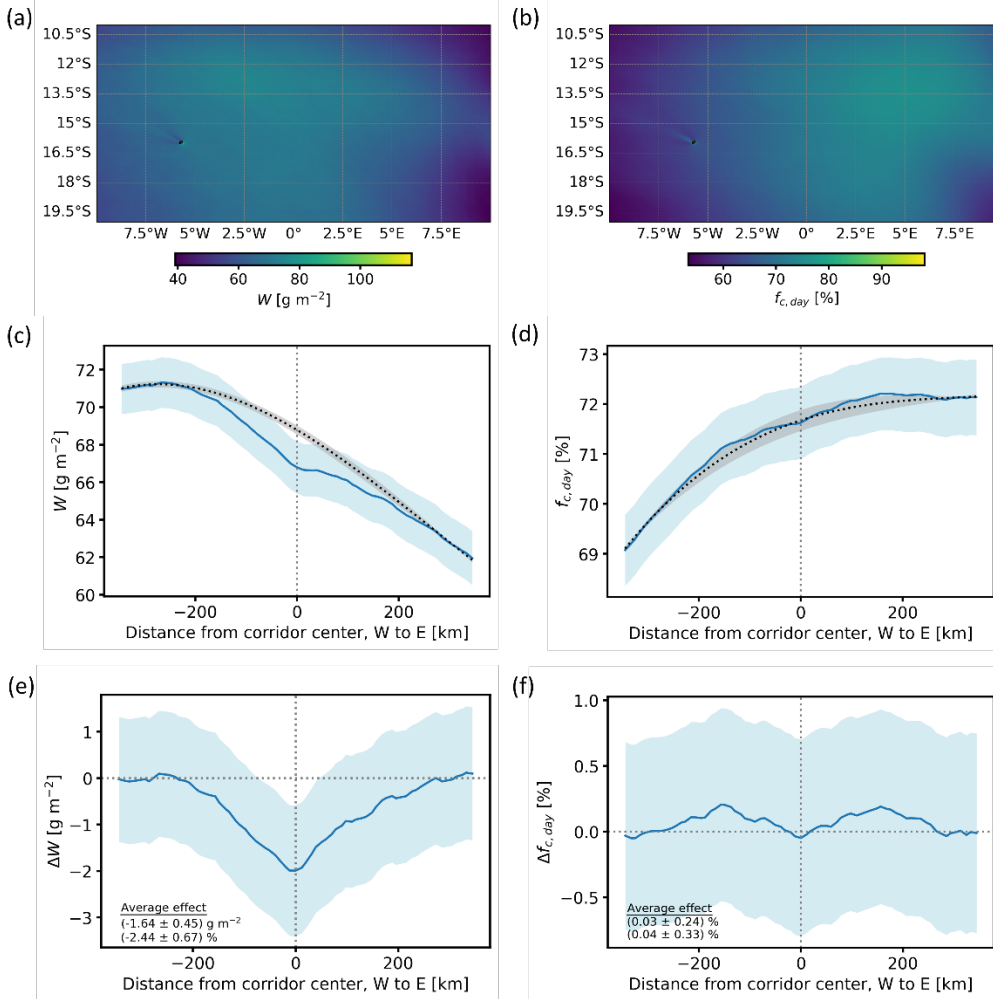 (a)
10.5°S
12°S
13.5°S
15°S
16.5°S
18°S
19.5°S
7.5°W 5°W 2.5°W 0° 2.5°E 5°E 7.5°E
40 60 80 100
W [g m⁻²]
(b)
10.5°S
12°S
13.5°S
15°S
16.5°S
18°S
19.5°S
7.5°W 5°W 2.5°W 0° 2.5°E 5°E 7.5°E
60 70 80 90
f_c, day [%]
(c)
72
70
68
66
64
62
60
W [g m⁻²]
−200 0 200
Distance from corridor center, W to E [km]
(d)
73
72
71
70
69
f_c, day [%]
−200 0 200
Distance from corridor center, W to E [km]
(e)
1
0
−1
−2
−3
ΔW [g m⁻²]
Average effect
(-1.64 ± 0.45) g m⁻²
(-2.44 ± 0.67) %
−200 0 200
Distance from corridor center, W to E [km]
(f)
1.0
0.5
0.0
−0.5
Δf_c, day [%]
Average effect
(0.03 ± 0.24) %
(0.04 ± 0.33) %
−200 0 200
Distance from corridor center, W to E [km]